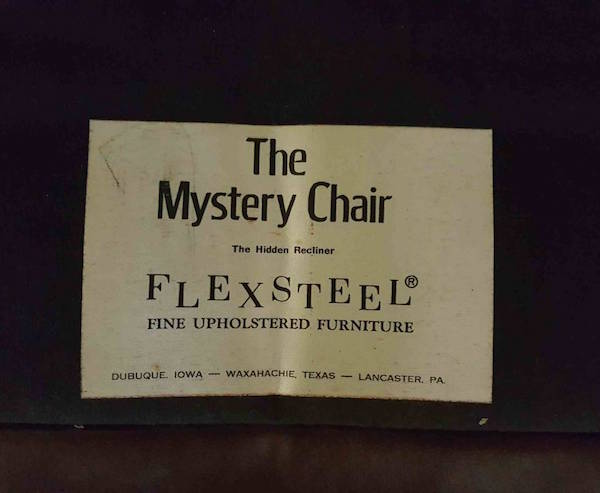 The
Mystery Chair
The Hidden Recliner
FLEXSTEEL®
FINE UPHOLSTERED FURNITURE
DUBUQUE. IOWA — WAXAHACHIE, TEXAS — LANCASTER, PA.